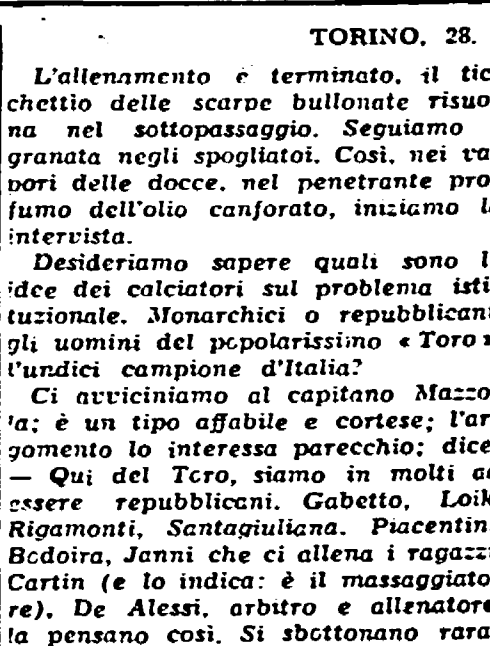 TORINO, 28.
L'allenamento è terminato, il tic
chettio delle scarpe bullonate risuo
na nel sottopassaggio. Seguiamo
granata negli spogliatoi. Così, nei va
pori delle docce, nel penetrante pro
fumo dell'olio canforato, iniziamo l
intervista.
Desideriamo sapere quali sono l
idee dei calciatori sul problema isti
tuzionale. Monarchici o repubblicani
gli uomini del popolarissimo « Toro »
l'undici campione d'Italia?
Ci avviciniamo al capitano Mazzo
la; è un tipo affabile e cortese; l'ar
gomento lo interessa parecchio; dice
— Qui del Toro, siamo in molti ad
essere repubblicani. Gabetto, Loik
Rigamonti, Santagiuliana. Piacentin
Bodoira, Janni che ci allena i ragazzi
Cartin (e lo indica: è il massaggiato
re), De Alessi, arbitro e allenatore
la pensano così. Si sbottonano rara